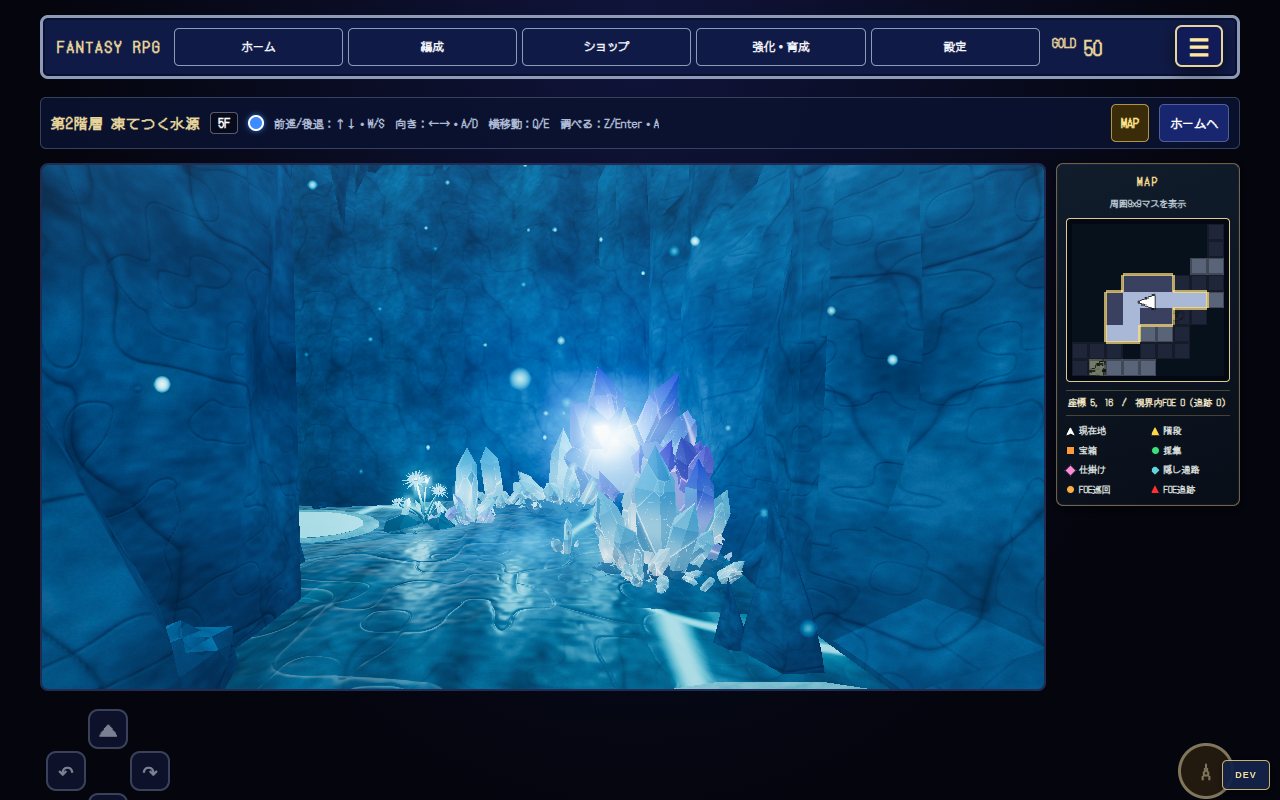 FANTASY RPG
ホーム
編成
ショップ
強化・育成
設定
GOLD 50
第2階層 凍てつく水源 5F 前進/後退：↑↓・W/S 向き：←→・A/D 横移動：Q/E 調べる：Z/Enter・A
MAP
ホームへ
MAP
周囲9x9マスを表示
座標 5, 16 / 視界内FOE 0 (追跡 0)
現在地
階段
宝箱
採集
仕掛け
隠し通路
FOE巡回
FOE追跡
A
DEV